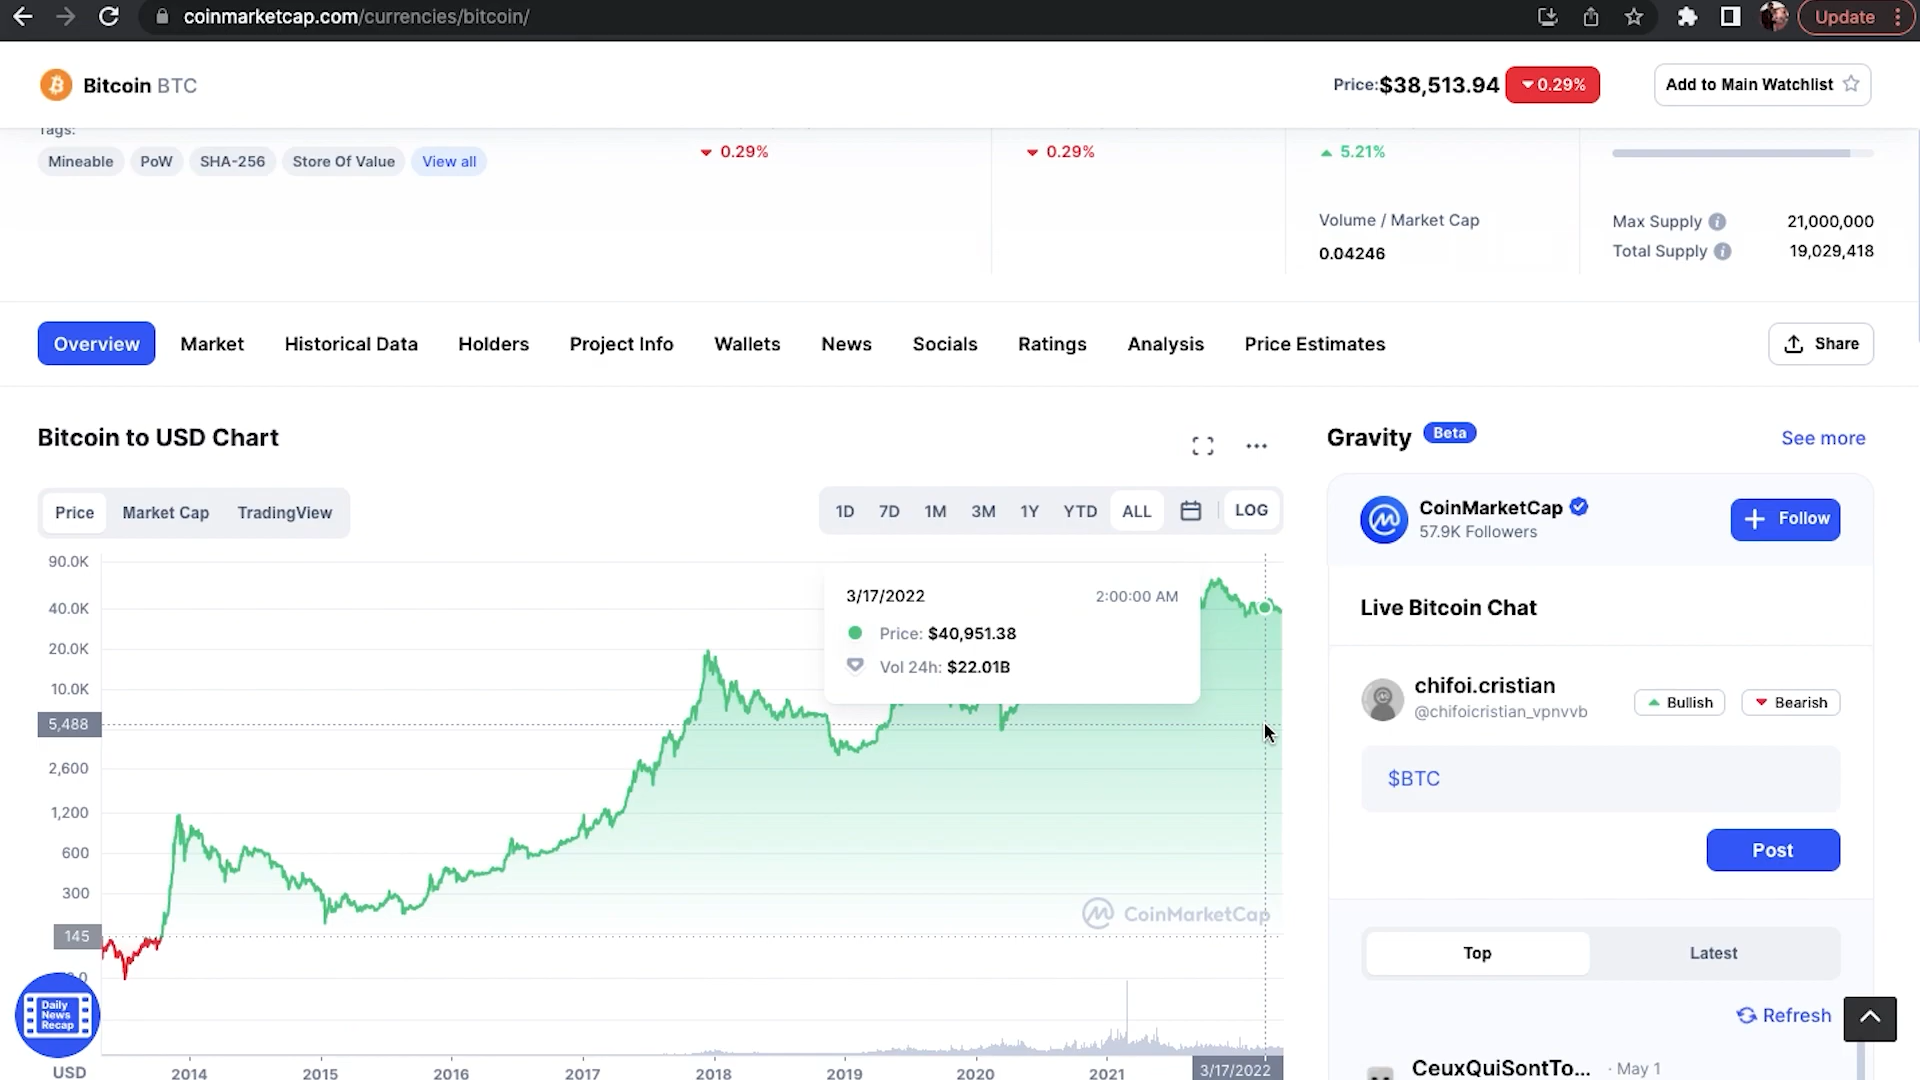 coinmarketcap.com/currencies/bitcoin/
Update
Bitcoin BTC
Price:$38,513.94
0.29%
Add to Main Watchlist
Tags:
Mineable
PoW
SHA-256
Store Of Value
View all
0.29%
0.29%
5.21%
Volume / Market Cap
0.04246
Max Supply
21,000,000
Total Supply
19,029,418
Overview
Market
Historical Data
Holders
Project Info
Wallets
News
Socials
Ratings
Analysis
Price Estimates
Share
Bitcoin to USD Chart
Price
Market Cap
TradingView
1D
7D
1M
3M
1Y
YTD
ALL
LOG
90.0K
40.0K
20.0K
10.0K
5,488
2,600
1,200
600
300
145
3/17/2022
2:00:00 AM
Price: $40,951.38
Vol 24h: $22.01B
CoinMarketCap
USD
2014
2015
2016
2017
2018
2019
2020
2021
3/17/2022
Daily
News
Recap
Gravity
Beta
See more
CoinMarketCap
57.9K Followers
Follow
Live Bitcoin Chat
chifoi.cristian
@chifoicristian_vpnvvb
Bullish
Bearish
$BTC
Post
Top
Latest
Refresh
CeuxQuiSontTo...
· May 1